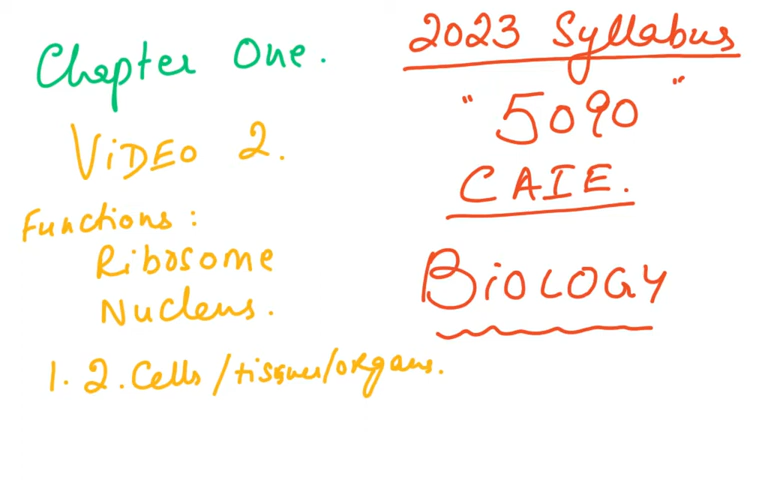 Chapter One.
VIDEO 2.
Functions:
Ribosome
Nucleus.
1.2. Cells/tissues/organs.
2023 Syllabus
"5090"
CAIE.
BIOLOGY